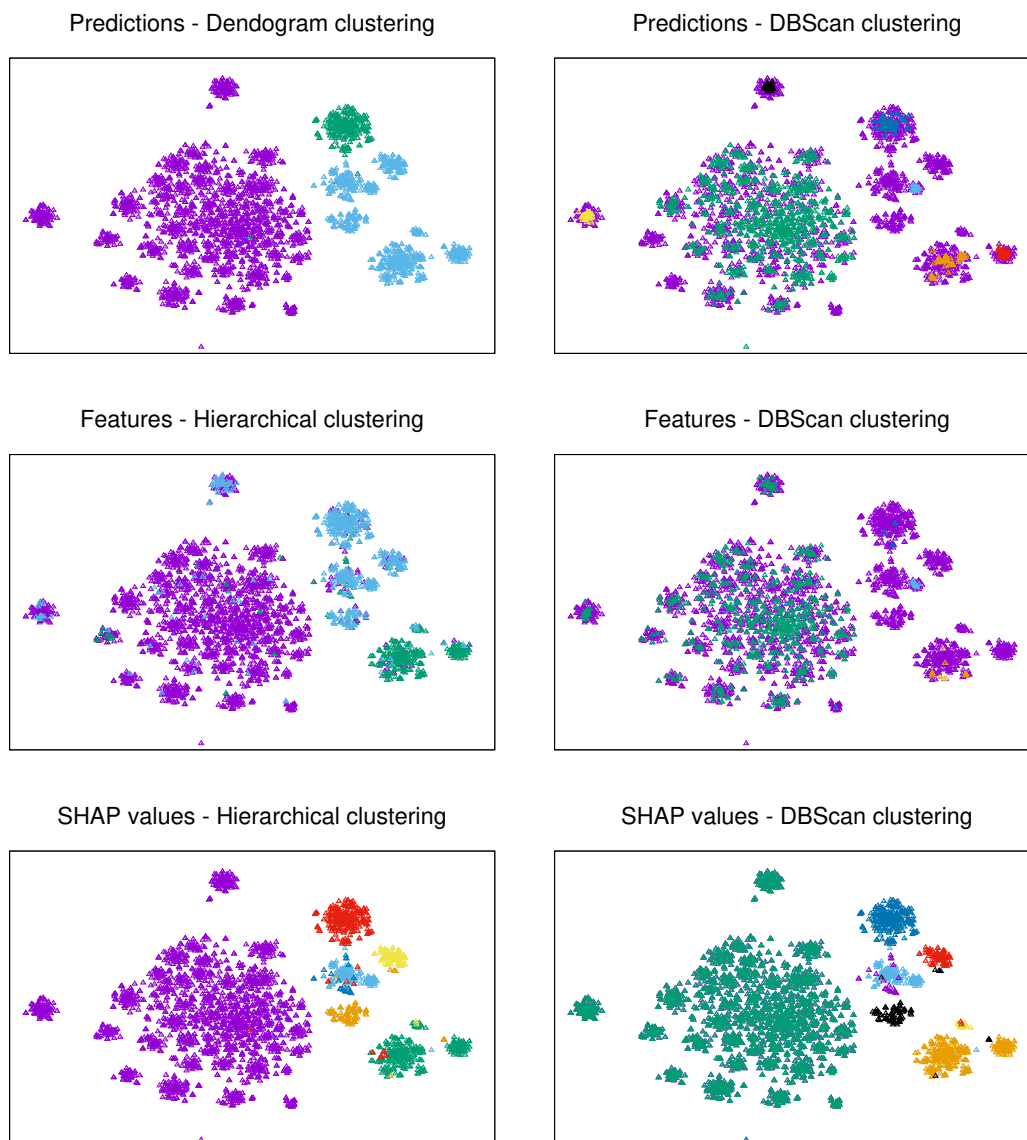 Predictions - Dendogram clustering
Predictions - DBScan clustering
Features - Hierarchical clustering
Features - DBScan clustering
SHAP values - Hierarchical clustering
SHAP values - DBScan clustering